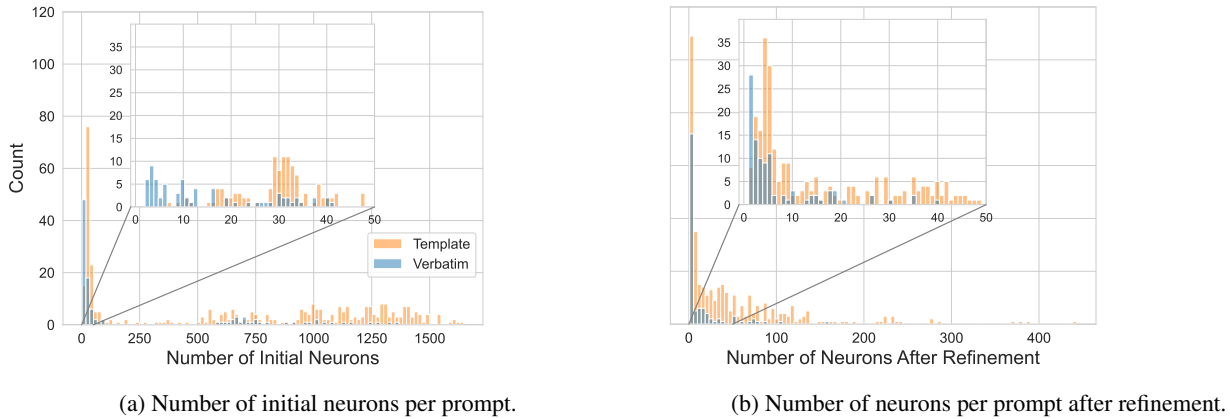 120
100
80
60
40
20
0
Count
35
30
25
20
15
10
5
0
0 10 20 30 40 50
Template
Verbatim
0 250 500 750 1000 1250 1500
Number of Initial Neurons
(a) Number of initial neurons per prompt.
35
30
25
20
15
10
5
0
0 10 20 30 40 50
0 100 200 300 400
Number of Neurons After Refinement
(b) Number of neurons per prompt after refinement.